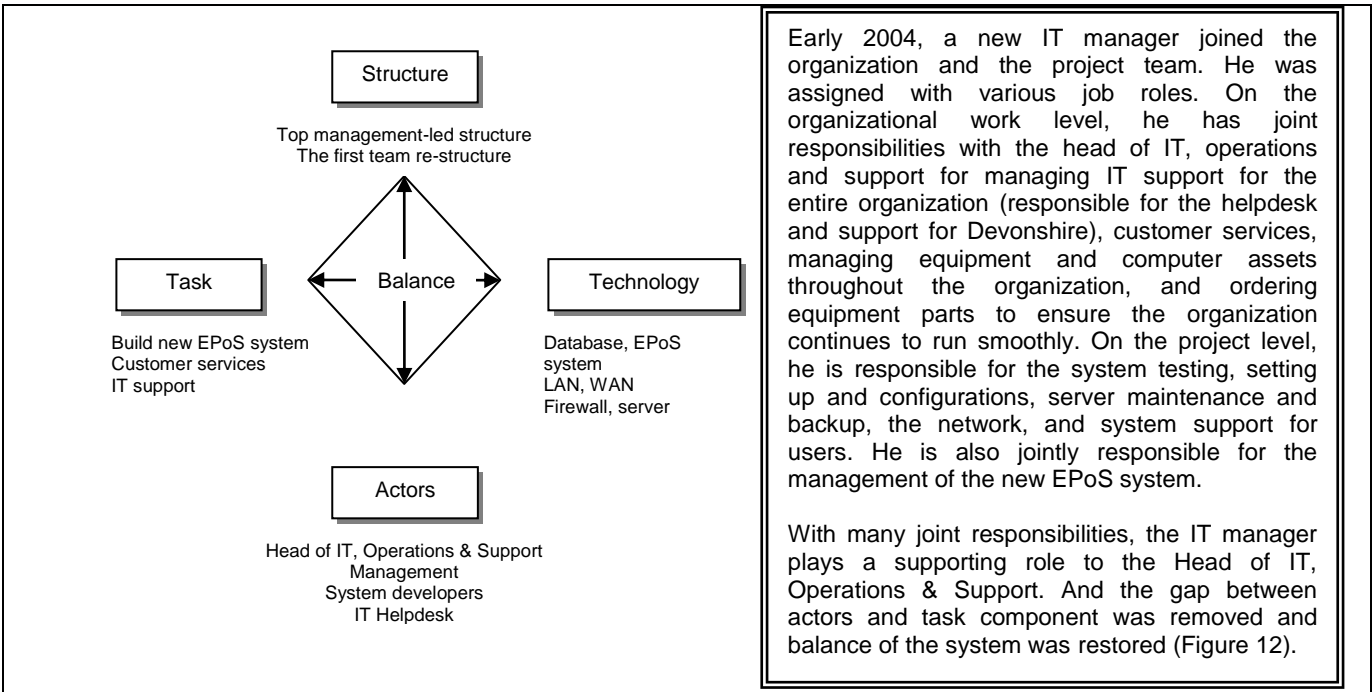 Structure
Top management-led structure
The first team re-structure
Task
Balance
Technology
Build new EPoS system
Customer services
IT support
Database, EPoS
system
LAN, WAN
Firewall, server
Actors
Head of IT, Operations & Support
Management
System developers
IT Helpdesk
Early 2004, a new IT manager joined the
organization and the project team. He was
assigned with various job roles. On the
organizational work level, he has joint
responsibilities with the head of IT, operations
and support for managing IT support for the
entire organization (responsible for the helpdesk
and support for Devonshire), customer services,
managing equipment and computer assets
throughout the organization, and ordering
equipment parts to ensure the organization
continues to run smoothly. On the project level,
he is responsible for the system testing, setting
up and configurations, server maintenance and
backup, the network, and system support for
users. He is also jointly responsible for the
management of the new EPoS system.
With many joint responsibilities, the IT manager
plays a supporting role to the Head of IT,
Operations & Support. And the gap between
actors and task component was removed and
balance of the system was restored (Figure 12).